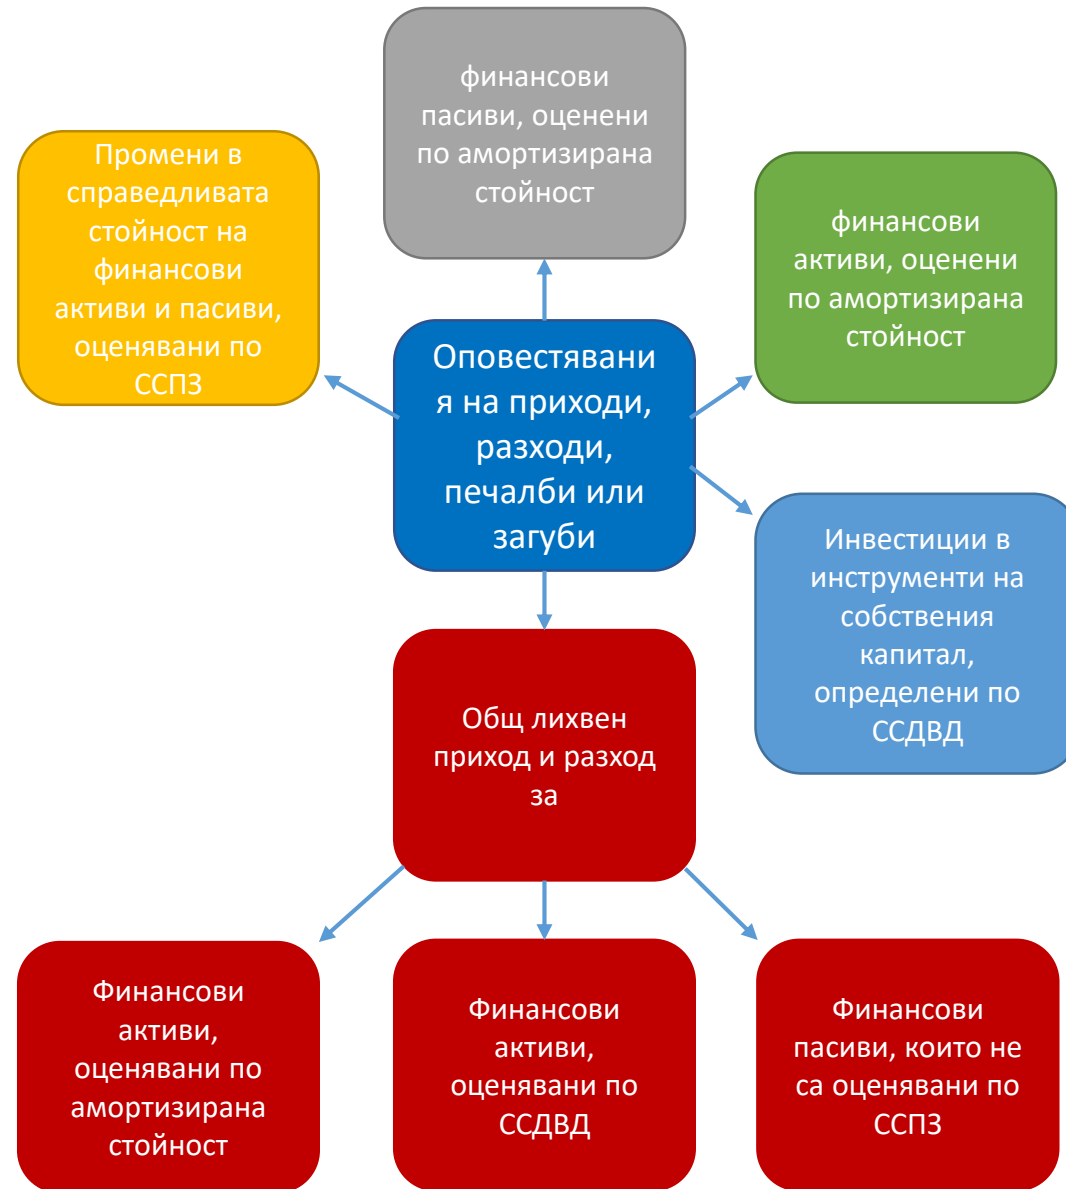 финансови
пасиви, оценени
по амортизирана
стойност
Промени в
справедливата
стойност на
финансови
активи и пасиви,
оценявани по
ССПЗ
финансови
активи, оценени
по амортизирана
стойност
Оповестявани
я на приходи,
разходи,
печалби или
загуби
Инвестиции в
инструменти на
собствения
капитал,
определени по
ССДВД
Общ лихвен
приход и разход
за
Финансови
активи,
оценявани по
амортизирана
стойност
Финансови
активи,
оценявани по
ССДВД
Финансови
пасиви, които не
са оценявани по
ССПЗ